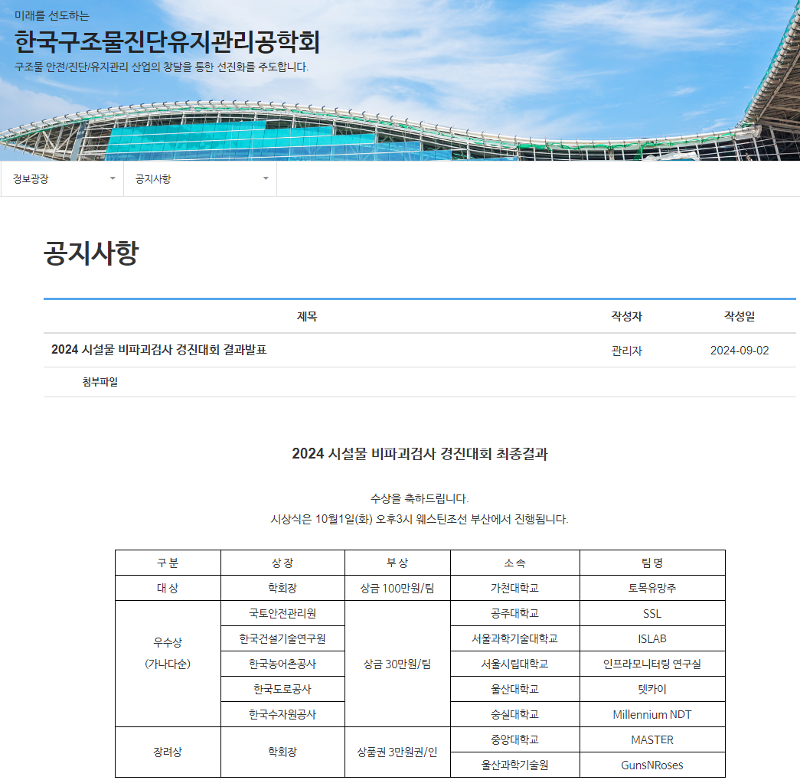 미래를 선도하는
한국구조물진단유지관리공학회
구조물 안전/진단/유지관리 산업의 창달을 통한 선진화를 주도합니다.
정보광장 공지사항
공지사항
제목 작성자 작성일
2024 시설물 비파괴검사 경진대회 결과발표 관리자 2024-09-02
첨부파일
2024 시설물 비파괴검사 경진대회 최종결과
수상을 축하드립니다.
시상식은 10월1일(화) 오후3시 웨스틴조선 부산에서 진행됩니다.
구 분 상 장 부 상 소 속 팀 명
대 상 학회장 상금 100만원/팀 가천대학교 토목유망주
우수상
(가나다순)
국토안전관리원 상금 30만원/팀 공주대학교 SSL
한국건설기술연구원 서울과학기술대학교 ISLAB
한국농어촌공사 서울시립대학교 인프라모니터링 연구실
한국도로공사 울산대학교 텟카이
한국수자원공사 숭실대학교 Millennium NDT
장려상 학회장 상품권 3만원권/인 중앙대학교 MASTER
울산과학기술원 GunsNRoses